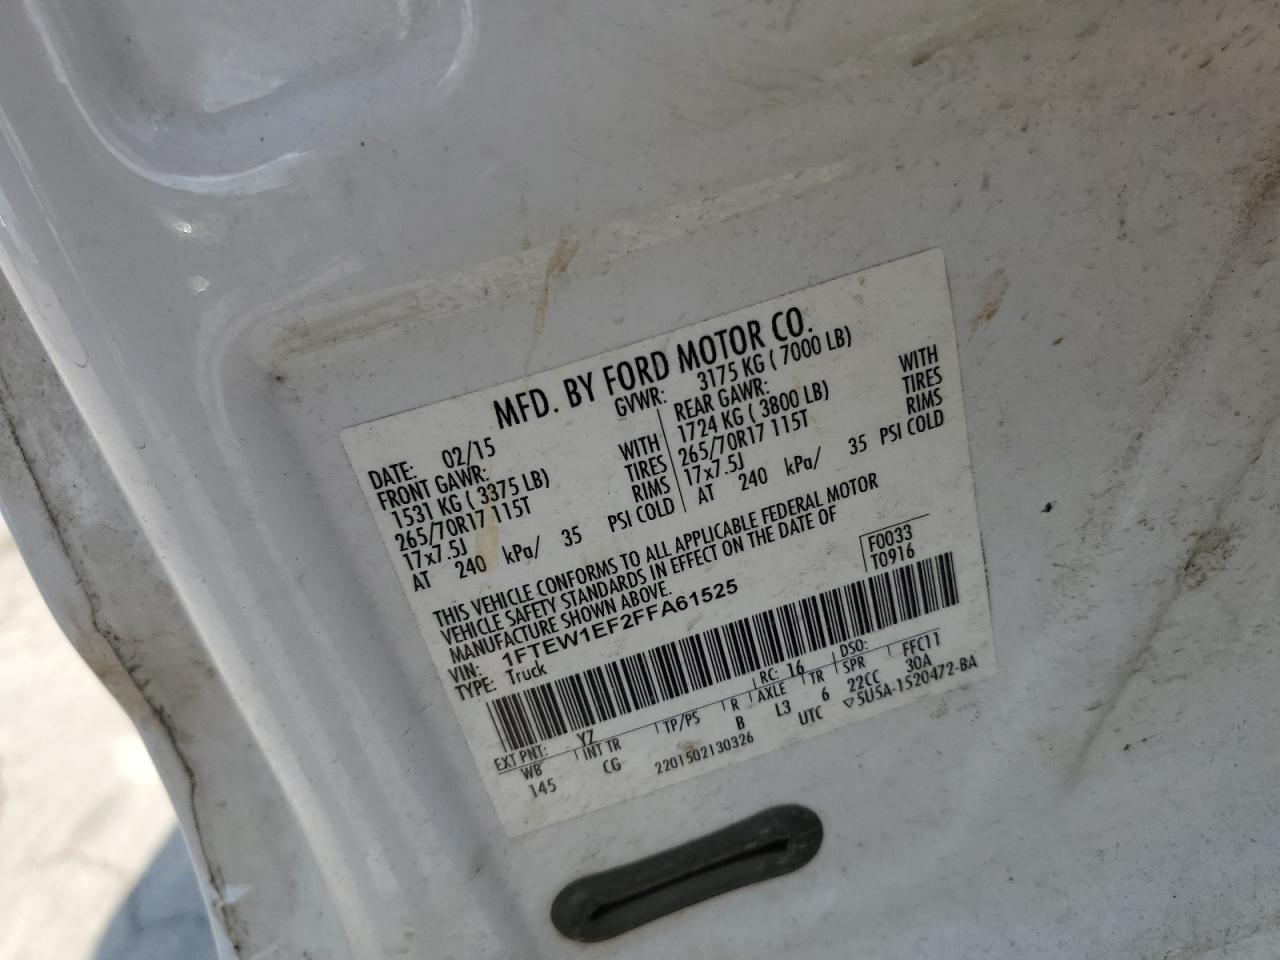 MFD. BY FORD MOTOR CO.
DATE: 02/15 GVWR: 3175 KG ( 7000 LB)
FRONT GAWR: REAR GAWR:
1531 KG ( 3375 LB) WITH 1724 KG ( 3800 LB) WITH
265/70R17 115T TIRES 265/70R17 115T TIRES
17x7.5J RIMS 17x7.5J RIMS
AT 240 kPa/ 35 PSI COLD AT 240 kPa/ 35 PSI COLD
THIS VEHICLE CONFORMS TO ALL APPLICABLE FEDERAL MOTOR
VEHICLE SAFETY STANDARDS IN EFFECT ON THE DATE OF
MANUFACTURE SHOWN ABOVE.
VIN: 1FTEW1EF2FFA61525 F0033
TYPE: Truck T0916
EXT PNT: YZ RC: 16 DSO: FFC11
WB INT TR TP/PS R AXLE TR SPR 30A
145 CG B L3 6 22CC
2201502130326 UTC ▽5U5A-1520472-BA